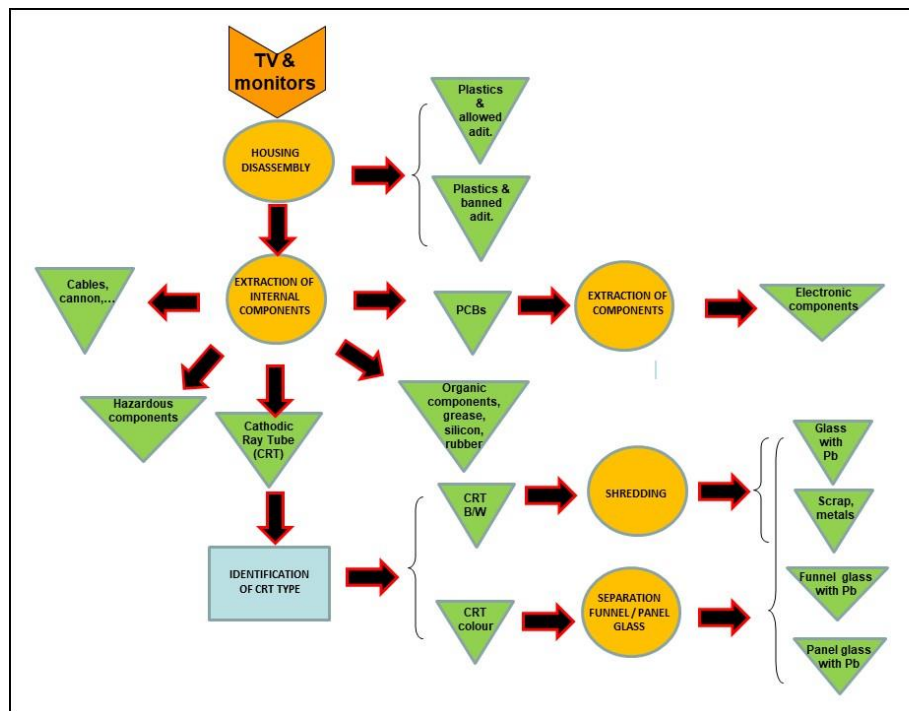 TV &
monitors
HOUSING
DISASSEMBLY
Plastics
&
allowed
adit.
Plastics &
banned
adit.
Cables,
cannon,...
EXTRACTION OF
INTERNAL
COMPONENTS
PCBs
EXTRACTION OF
COMPONENTS
Electronic
components
Hazardous
components
Cathodic
Ray Tube
(CRT)
Organic
components,
grease,
silicon,
rubber
Glass
with
Pb
CRT
B/W
SHREDDING
Scrap,
metals
IDENTIFICATION
OF CRT TYPE
Funnel glass
with Pb
CRT
colour
SEPARATION
FUNNEL / PANEL
GLASS
Panel glass
with Pb